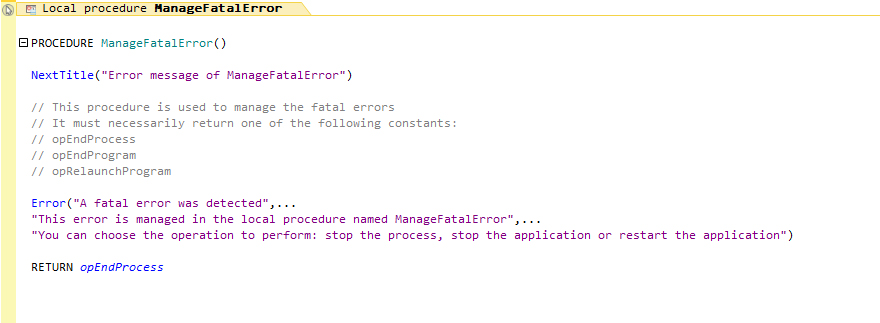 Local procedure ManageFatalError
PROCEDURE ManageFatalError()
NextTitle("Error message of ManageFatalError")
// This procedure is used to manage the fatal errors
// It must necessarily return one of the following constants:
// opEndProcess
// opEndProgram
// opRelaunchProgram
Error("A fatal error was detected",...
"This error is managed in the local procedure named ManageFatalError",...
"You can choose the operation to perform: stop the process, stop the application or restart the application")
RETURN opEndProcess